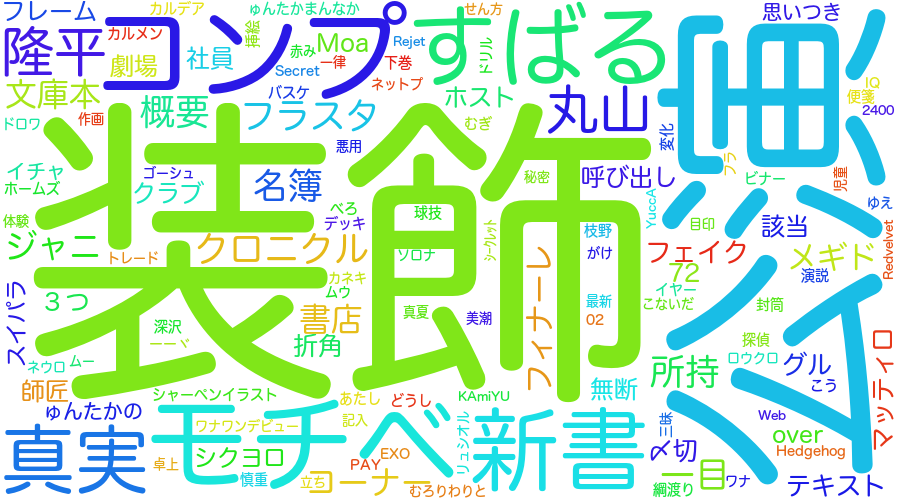 フレーム
カルデア
ゅんたかまんなか
せん方
思いつき
隆平
コンプ
すばる
カルメン
挿絵
赤み
Moa
Rejet
劇場
社員
一律
下巻
ドリル
Secret
ネットプ
文庫本
バスケ
IQ
便箋
2400
ドロワ
作画
概要
フラスタ
ホスト
丸山
むぎ
変化
悪用
装飾
イチャ
ゴーシュ
ホームズ
クラブ
名簿
秘密
呼び出し
フラ
ビナー
児童
ゆえ
体験
べろ
球技
デッキ
YuccA
目印
該当
ジャニ
クロニクル
シークレット
枝野
がけ
フェイク
メギド
Redvelvet
トレード
ソロナ
カネキ
ムウ
72
演説
3つ
スイパラ
イヤー
こないだ
封筒
最新
02
真夏
美潮
書店
フィナーレ
深沢
折角
探偵
ロウクロ
ネウロ
ムー
師匠
所持
グル
こう
無断
マッティロ
シャーペンイラスト
あたし
どうし
KAmiYU
ゅんたかの
モチベ
新書
記入
ワナワンデビュー
リュシオル
三昧
Web
over
真実
シクヨロ
EXO
PAY
Hedgehog
〆切
一目
ワナ
卓上
慎重
立ち
コーナー
むろりわりと
綱渡り
テキスト